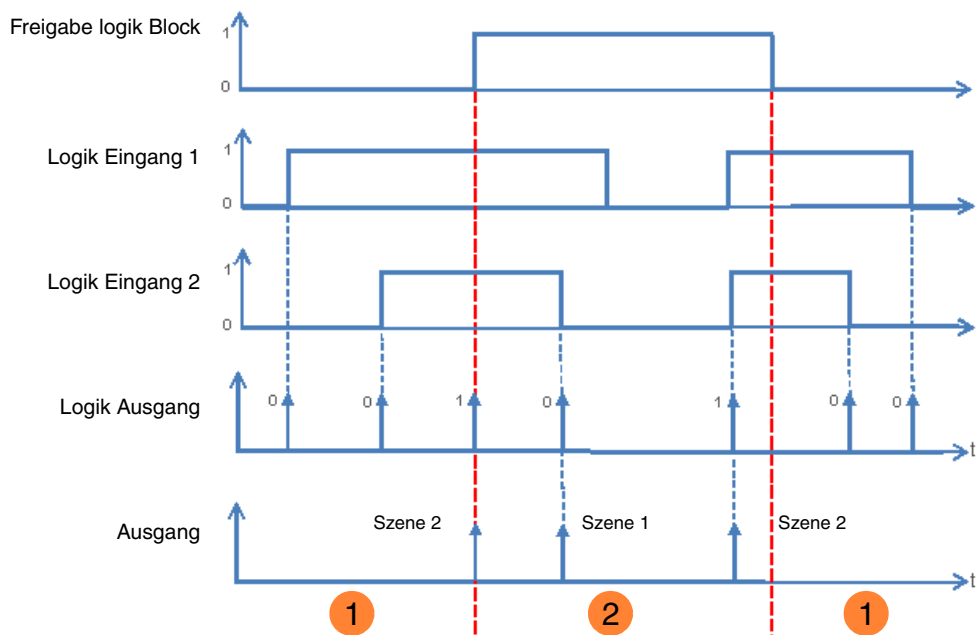 Freigabe logik Block
1
0
Logik Eingang 1
1
0
Logik Eingang 2
1
0
Logik Ausgang
0 0 1 0 1 0 0
t
Ausgang
Szene 2 Szene 1 Szene 2
t
1 2 1